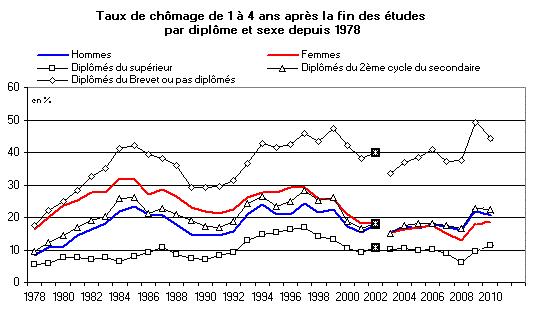 Taux de chômage de 1 à 4 ans après la fin des études
par diplôme et sexe depuis 1978
Hommes Femmes
Diplômés du supérieur Diplômés du 2ème cycle du secondaire
Diplômés du Brevet ou pas diplômés
60
en %
50
40
30
20
10
0
1978 1980 1982 1984 1986 1988 1990 1992 1994 1996 1998 2000 2002 2004 2006 2008 2010